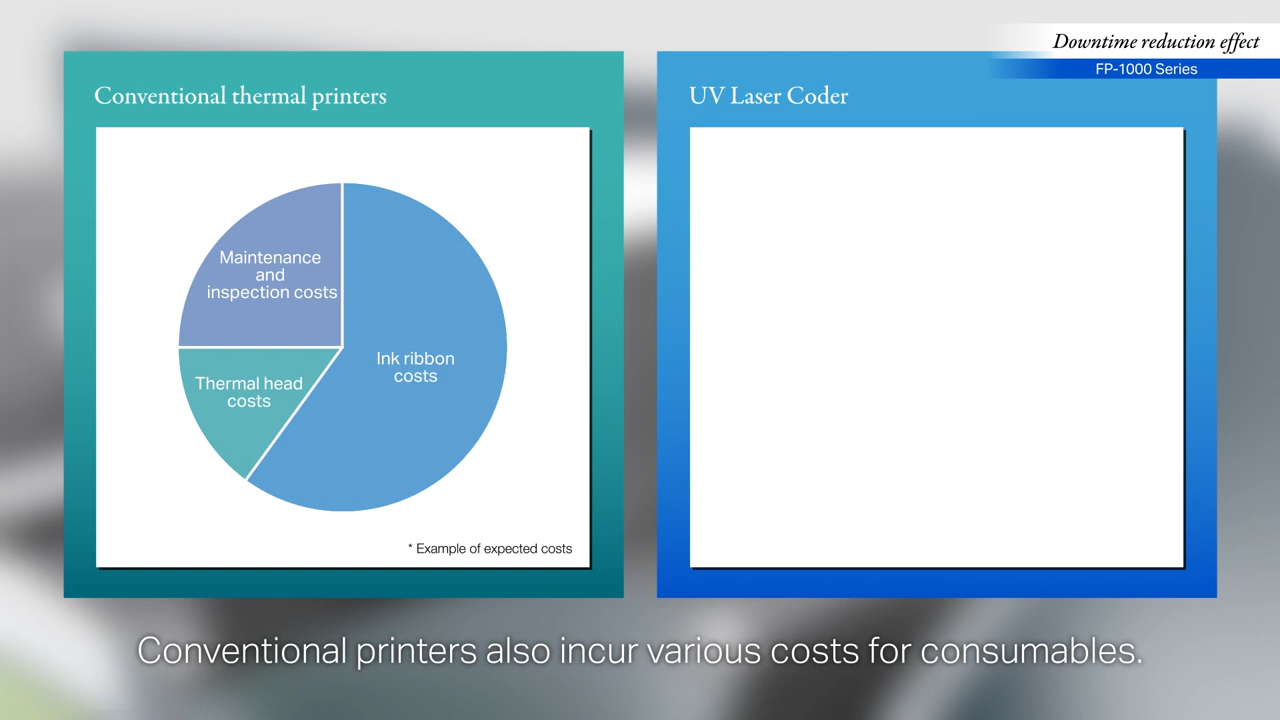 Downtime reduction effect
FP-1000 Series
Conventional thermal printers
Maintenance
and
inspection costs
Ink ribbon
costs
Thermal head
costs
* Example of expected costs
UV Laser Coder
Conventional printers also incur various costs for consumables.